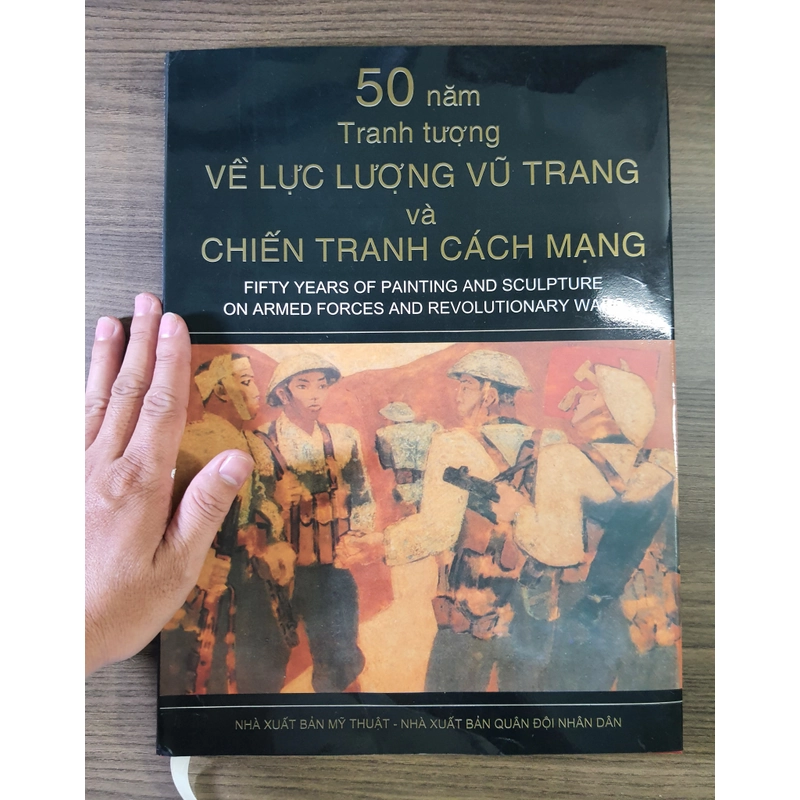 50 năm
Tranh tượng
VỀ LỰC LƯỢNG VŨ TRANG
và
CHIẾN TRANH CÁCH MẠNG
FIFTY YEARS OF PAINTING AND SCULPTURE
ON ARMED FORCES AND REVOLUTIONARY WARS
NHÀ XUẤT BẢN MỸ THUẬT - NHÀ XUẤT BẢN QUÂN ĐỘI NHÂN DÂN